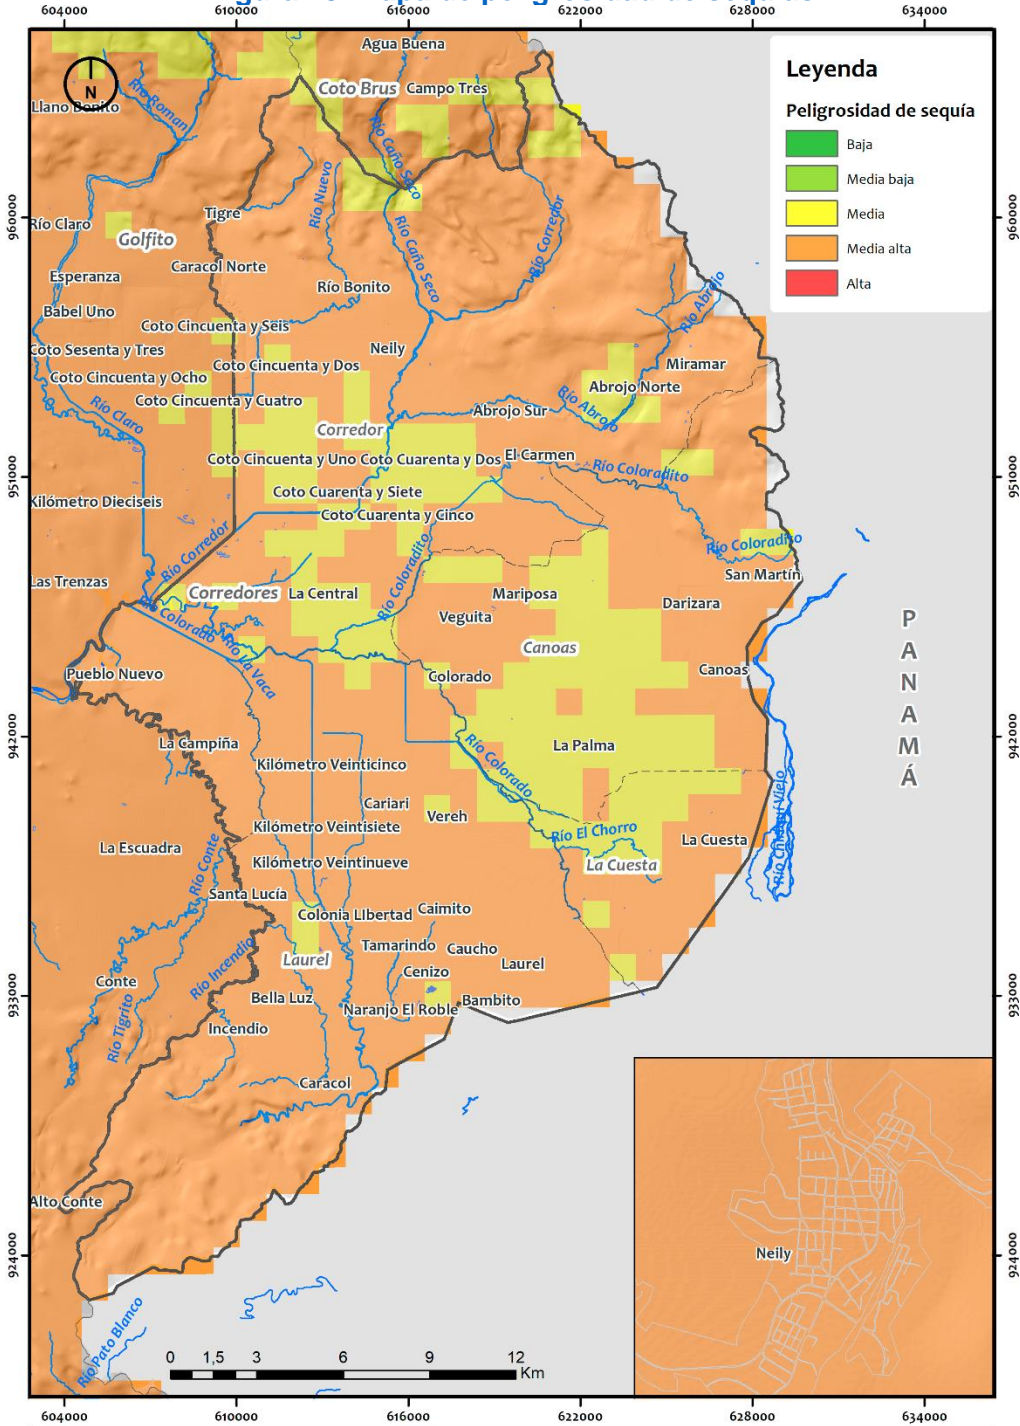 604000 610000 616000 622000 628000 634000
Agua Buena
Leyenda
Peligrosidad de sequía
Baja
Media baja
Media
Media alta
Alta
N
Llano Bonito
Río Roman
Coto Brus
Campo Tres
Río Caño Seco
Río Nuevo
960000
960000
Río Claro
Tigre
Golfito
Río Caño Seco
Río Corredor
Caracol Norte
Esperanza
Río Bonito
Río Abrojo
Babel Uno
Coto Cincuenta y Seis
Coto Sesenta y Tres
Neily
Coto Cincuenta y Dos
Miramar
Coto Cincuenta y Ocho
Abrojo Norte
Coto Cincuenta y Cuatro
Río Claro
Abrojo Sur
Río Abrojo
Corredor
Coto Cincuenta y Uno
Coto Cuarenta y Dos
El Carmen
Río Coloradito
951000
951000
Coto Cuarenta y Siete
Kilómetro Dieciseis
Coto Cuarenta y Cinco
Río Corredor
Río Coloradito
Río Coloradito
San Martín
Las Trenzas
Corredores
La Central
Mariposa
Darizara
Río Colorado
Veguita
Río La Vaca
Canoas
PANAMÁ
Pueblo Nuevo
Colorado
Canoas
La Campiña
942000
942000
La Palma
Río Colorado
Kilómetro Veinticinco
Cariari
Vereh
Río Chiriquí Viejo
Kilómetro Veintisiete
Río El Chorro
La Cuesta
La Escuadra
Río Conte
Kilómetro Veintinueve
La Cuesta
Santa Lucía
Colonia Libertad
Caimito
Tamarindo
Caucho
Laurel
Río Incendio
Cenizo
Laurel
Conte
Bella Luz
Naranjo
El Roble
Bambito
933000
933000
Río Tigrito
Incendio
Caracol
Alto Conte
Neily
924000
924000
Río Pato Blanco
0 1,5 3 6 9 12
Km
604000 610000 616000 622000 628000 634000